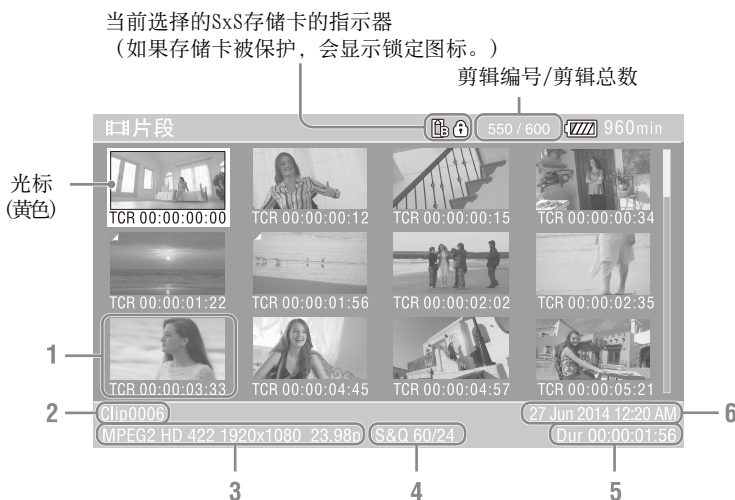 当前选择的SxS存储卡的指示器
（如果存储卡被保护，会显示锁定图标。）
剪辑编号/剪辑总数
片段
B
550 / 600
960min
光标
(黄色)
TCR 00:00:00:00
TCR 00:00:00:12
TCR 00:00:00:15
TCR 00:00:00:34
TCR 00:00:01:22
TCR 00:00:01:56
TCR 00:00:02:02
TCR 00:00:02:35
1
TCR 00:00:03:33
TCR 00:00:04:45
TCR 00:00:04:57
TCR 00:00:05:21
2
Clip0006
27 Jun 2014 12:20 AM
6
MPEG2 HD 422 1920x1080 23.98p
S&Q 60/24
Dur 00:00:01:56
3
4
5